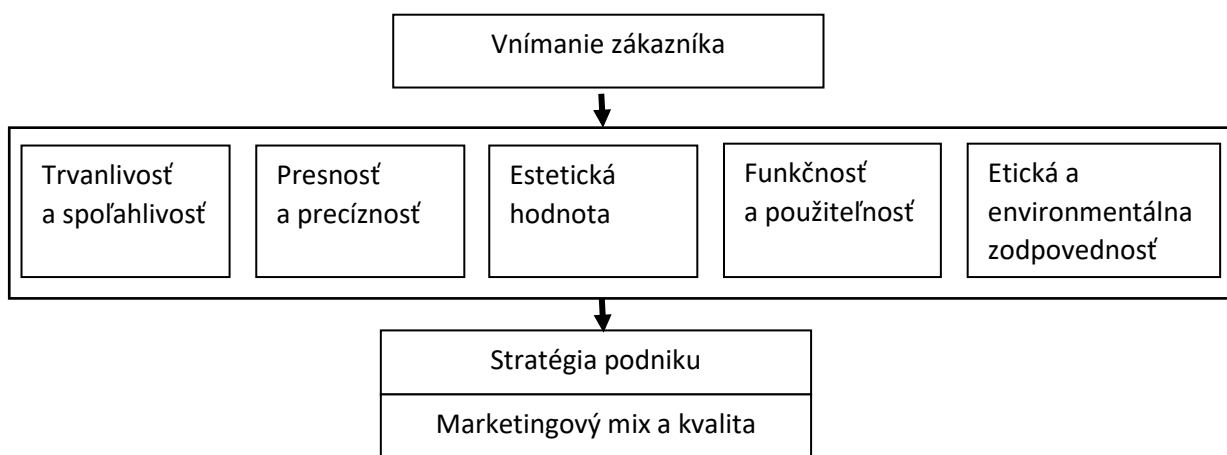 Vnímanie zákazníka
Trvanlivosť
a spoľahlivosť
Presnosť
a precíznosť
Estetická
hodnota
Funkčnosť
a použiteľnosť
Etická a
environmentálna
zodpovednosť
Stratégia podniku
Marketingový mix a kvalita